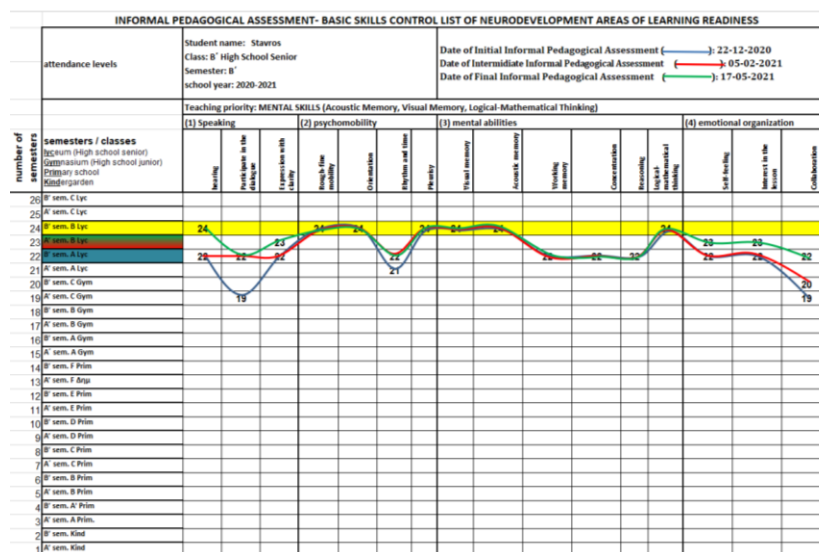 INFORMAL PEDAGOGICAL ASSESSMENT- BASIC SKILLS CONTROL LIST OF NEURODEVELOPMENT AREAS OF LEARNING READINESS
attendance levels
Student name: Stavros
Class: B΄ High School Senior
Semester: B΄
school year: 2020-2021
Date of Initial Informal Pedagogical Assessment (): 22-12-2020
Date of Intermidiate Informal Pedagogical Assessment (): 05-02-2021
Date of Final Informal Pedagogical Assessment (): 17-05-2021
Teaching priority: MENTAL SKILLS (Acoustic Memory, Visual Memory, Logical-Mathematical Thinking)
number of semesters
semesters / classes
lyceum (High school senior)
Gymnasium (High school junior)
Primary school
Kindergarden
(1) Speaking
(2) psychomobility
(3) mental abilities
(4) emotional organization
hearing
Participate in the dialogue
Expression with clarity
Rough-fine mobility
Orientation
Rhythm and time
Pleurky
Visual memory
Acoustic memory
Working memory
Concentration
Reasoning
Logical-mathematical thinking
Self-feeling
Interest in the lesson
Collaboration
26 B' sem. C Lyc
25 A' sem. C Lyc
24 B' sem. B Lyc
23 A' sem. B Lyc
22 B' sem. A Lyc
21 A' sem. A Lyc
20 B' sem. C Gym
19 A' sem. C Gym
18 B' sem. B Gym
17 A' sem. B Gym
16 B' sem. A Gym
15 A' sem. A Gym
14 B' sem. F Prim
13 A' sem. F Δημ
12 B' sem. E Prim
11 A' sem. E Prim
10 B' sem. D Prim
9 A' sem. D Prim
8 B' sem. C Prim
7 A' sem. C Prim
6 B' sem. B Prim
5 A' sem. B Prim
4 B' sem. A' Prim
3 A' sem. A Prim.
2 B' sem. Kind
1 A' sem. Kind
24 24 24 24 24 24 24
23 23 23
22 22 22 22 22 22 22
21
20
19 19